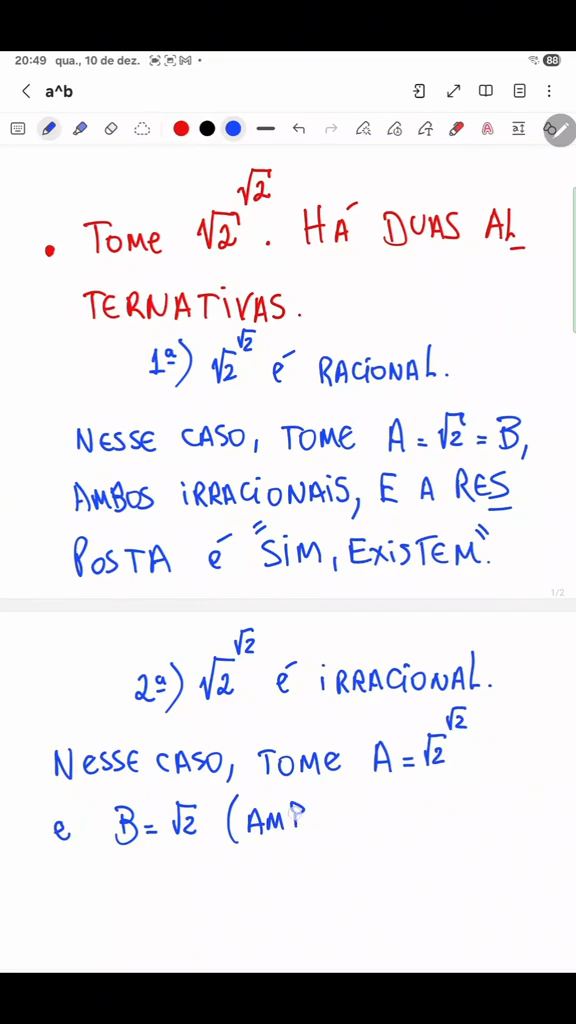 20:49 qua., 10 de dez. 88
a^b
• TOME √2^√2. HÁ DUAS AL
TERNATIVAS.
1ª) √2^√2 é RACIONAL.
NESSE CASO, TOME A = √2 = B,
AMBOS IRRACIONAIS, E A RES
POSTA é "SIM, EXISTEM".
1/2
2ª) √2^√2 é IRRACIONAL.
NESSE CASO, TOME A = √2^√2
e B = √2 (AMB